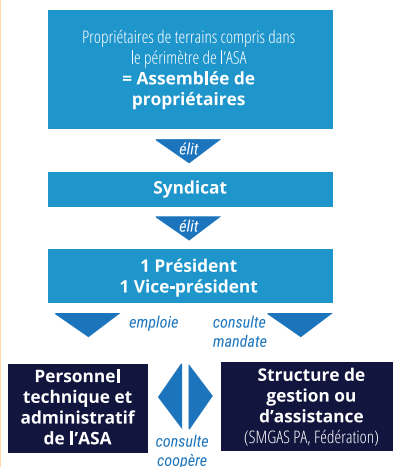 Propriétaires de terrains compris dans
le périmètre de l'ASA
= Assemblée de
propriétaires
élit
Syndicat
élit
1 Président
1 Vice-président
emploie
consulte
mandate
Personnel
technique et
administratif
de l'ASA
Structure de
gestion ou
d'assistance
(SMGAS PA, Fédération)
consulte
coopère